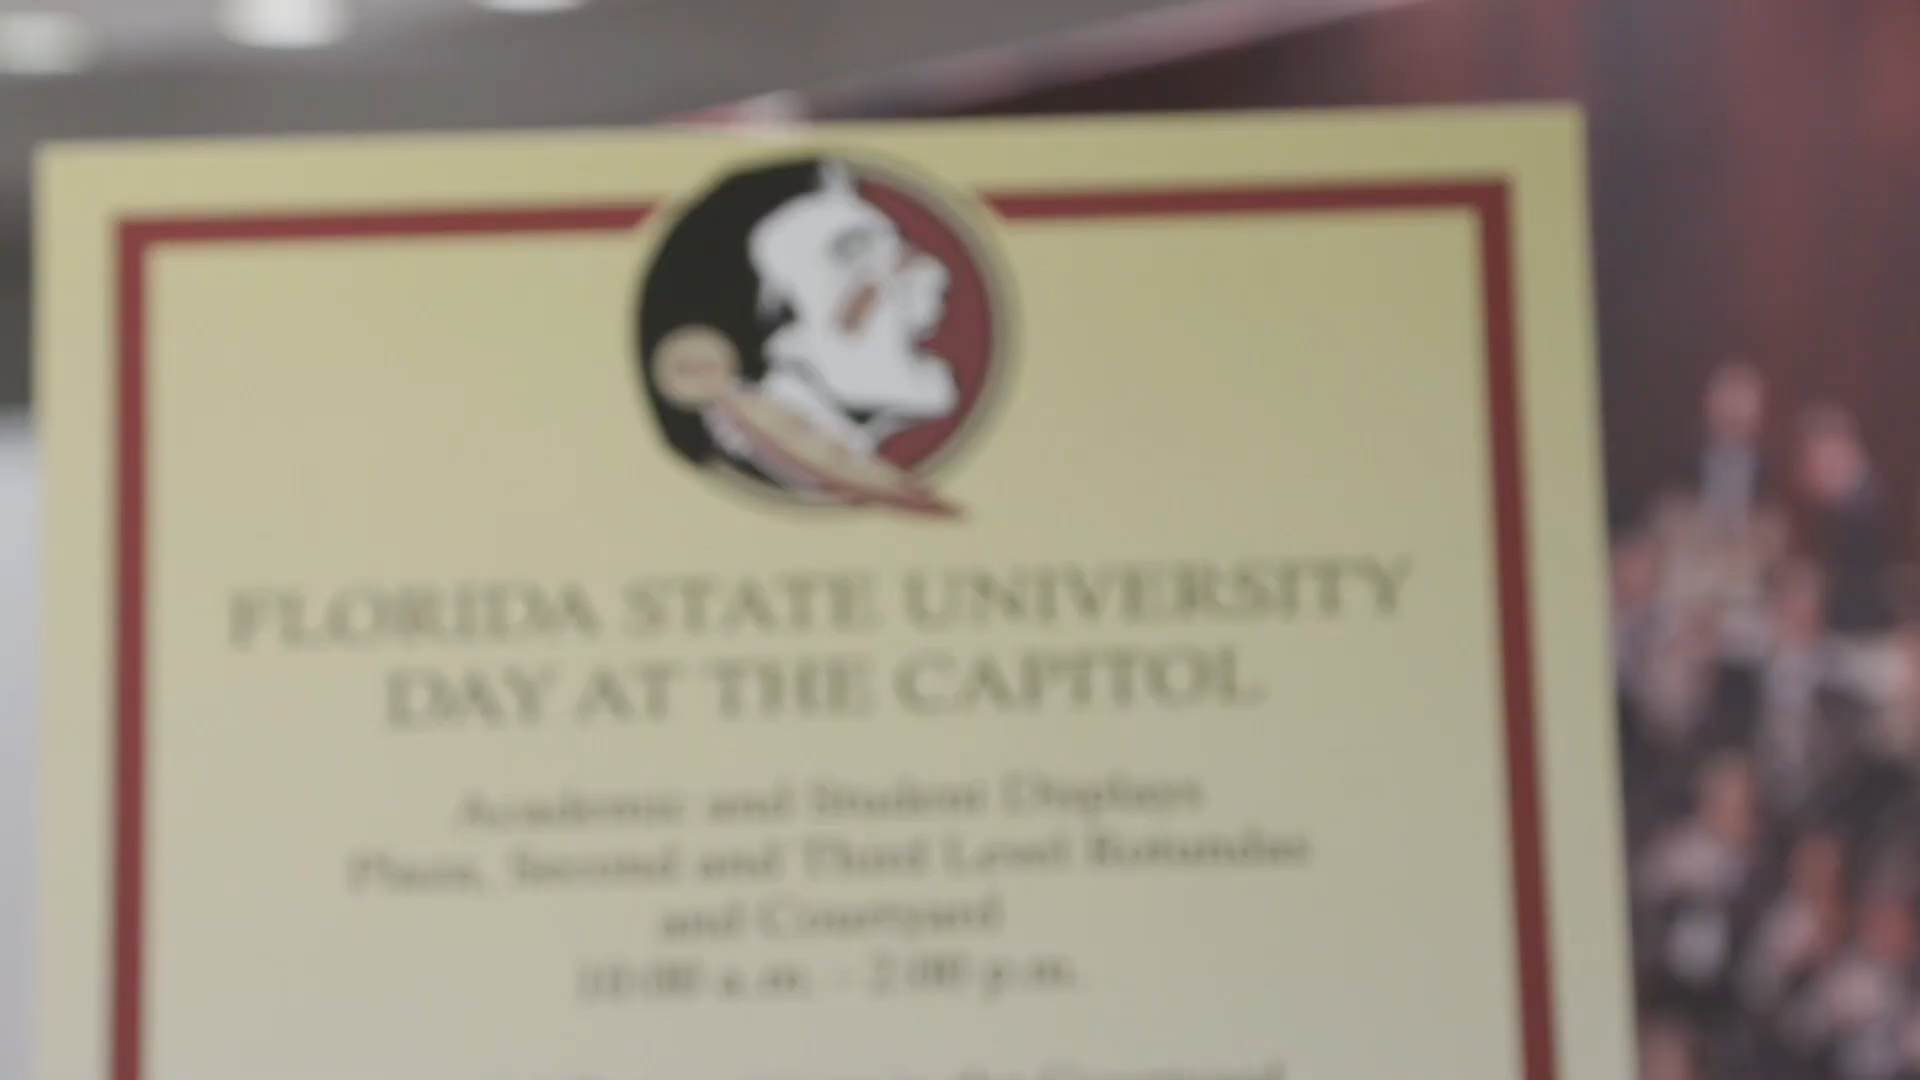 FLORIDA STATE UNIVERSITY
DAY AT THE CAPITOL
Academic and Student Displays
Plaza, Second and Third Level Rotundas
and Courtyard
10:00 a.m. - 2:00 p.m.